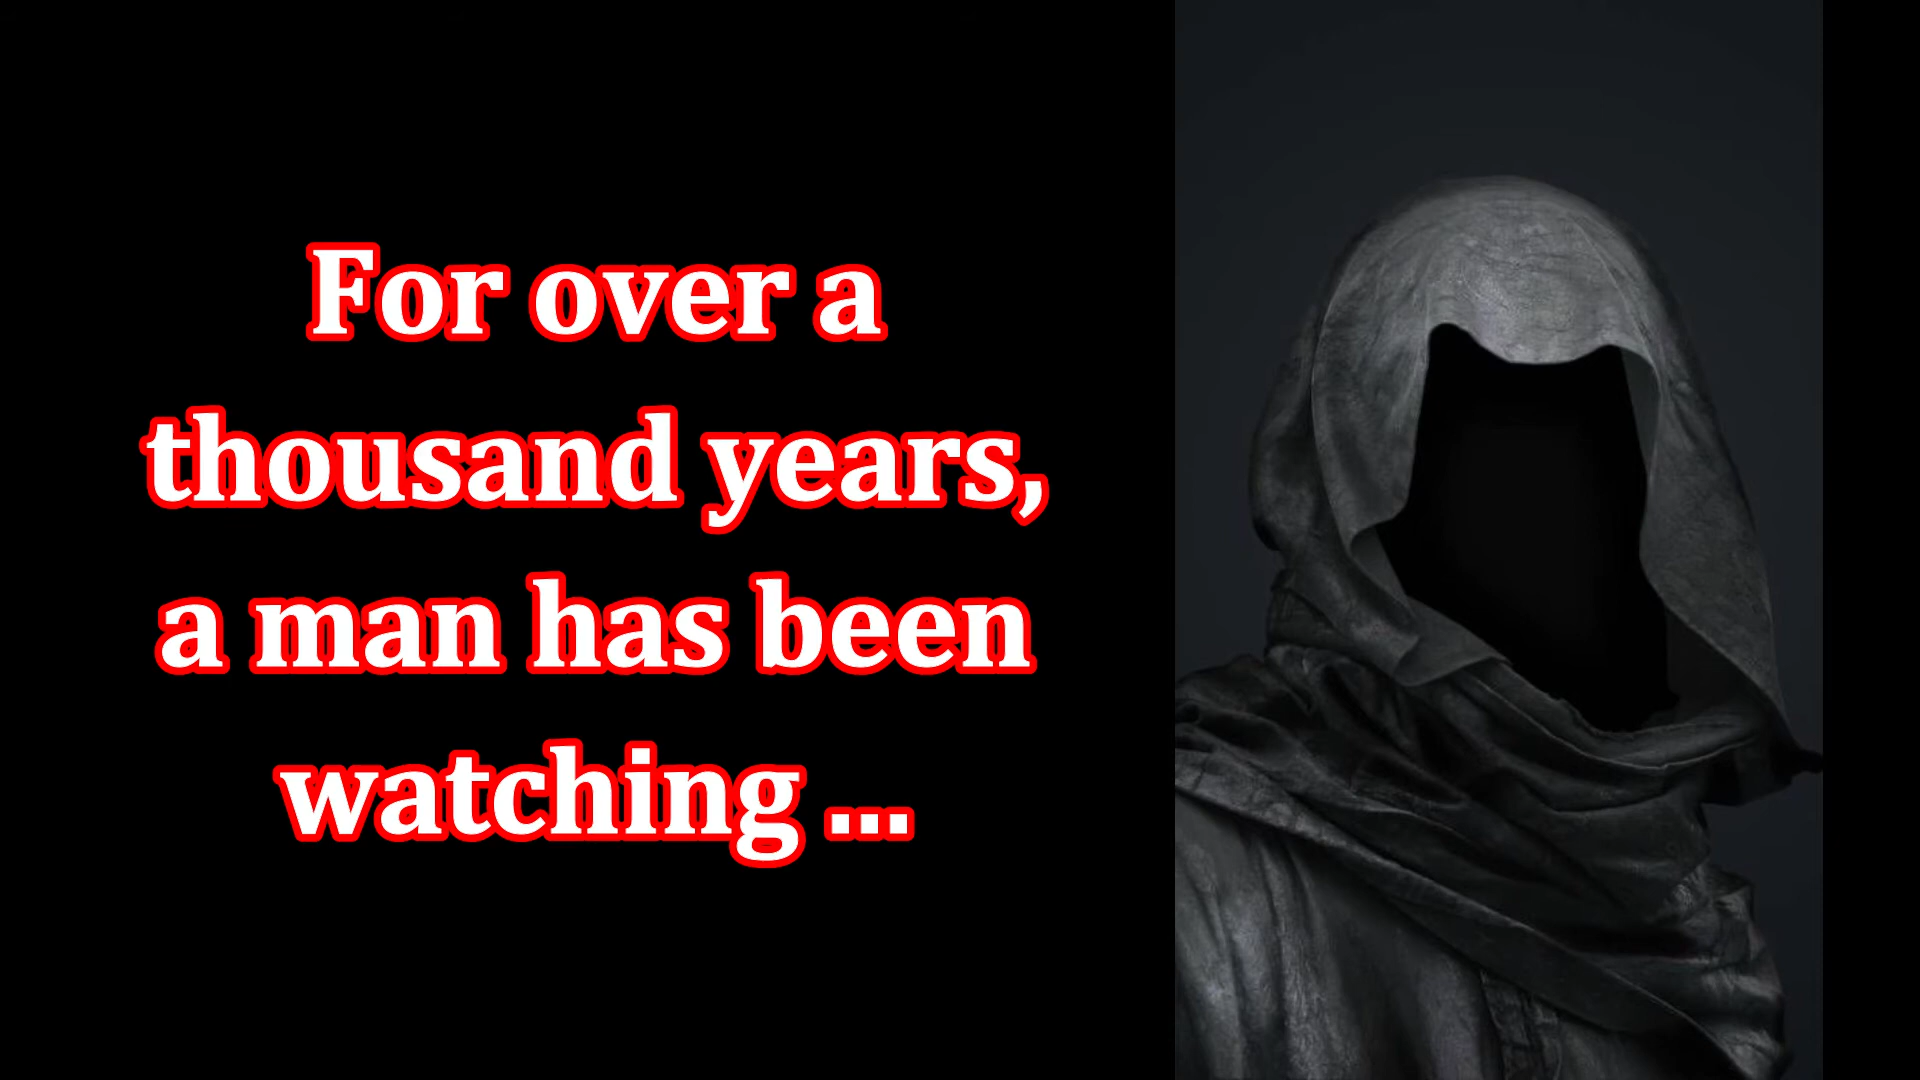 For over a
thousand years,
a man has been
watching ...